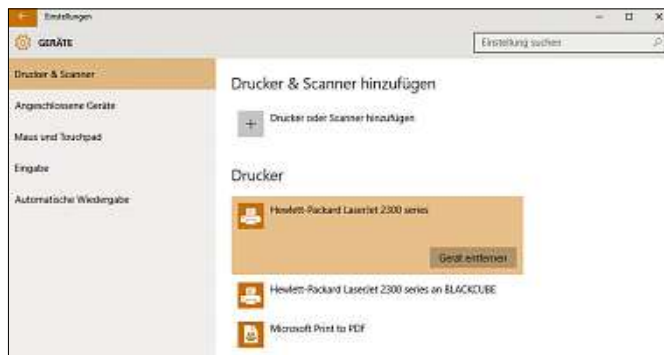 Einstellungen
GERÄTE
Einstellung suchen
Drucker & Scanner
Angeschlossene Geräte
Maus und Touchpad
Eingabe
Automatische Wiedergabe
Drucker & Scanner hinzufügen
Drucker oder Scanner hinzufügen
Drucker
Hewlett-Packard LaserJet 2300 series
Gerät entfernen
Hewlett-Packard LaserJet 2300 series an BLACKCUBE
Microsoft Print to PDF